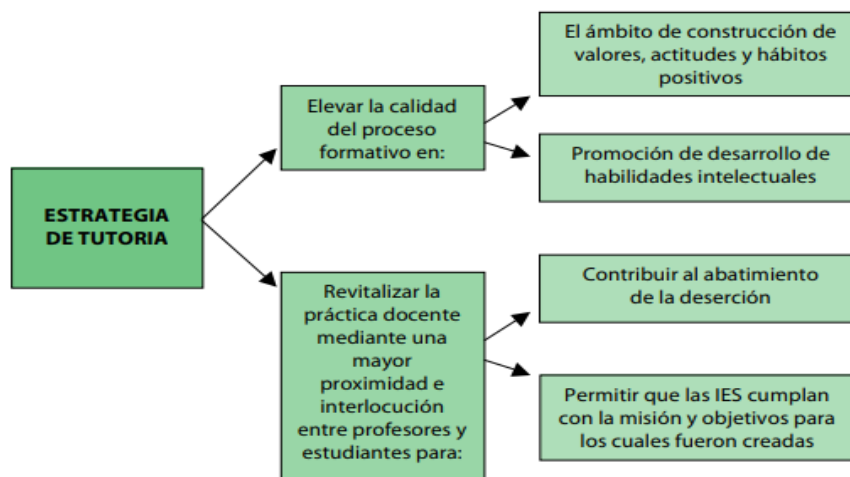 ESTRATEGIA
DE TUTORIA
Elevar la calidad
del proceso
formativo en:
El ámbito de construcción de
valores, actitudes y hábitos
positivos
Promoción de desarrollo de
habilidades intelectuales
Revitalizar la
práctica docente
mediante una
mayor
proximidad e
interlocución
entre profesores y
estudiantes para:
Contribuir al abatimiento
de la deserción
Permitir que las IES cumplan
con la misión y objetivos para
los cuales fueron creadas